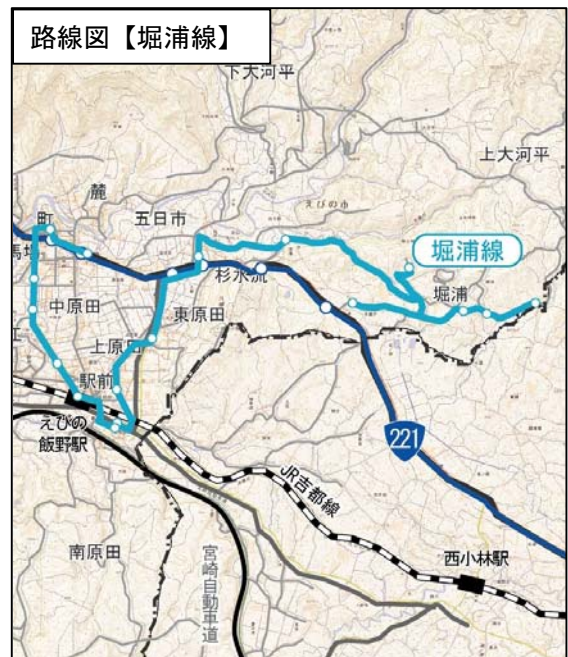 路線図【堀浦線】
下大河平
上大河平
麓
えびの市
町
五日市
馬場
堀浦線
杉水流
堀浦
中原田
東原田
上原田
駅前
えびの
飯野駅
221
JR吉都線
西小林駅
南原田
宮崎自動車道